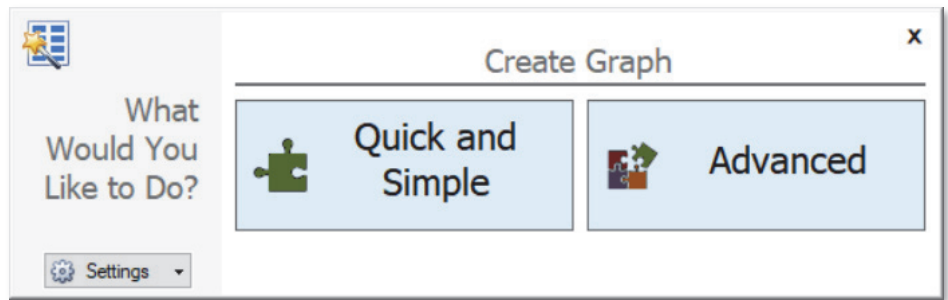 What
Would You
Like to Do?
Settings
Create Graph
x
Quick and
Simple
Advanced